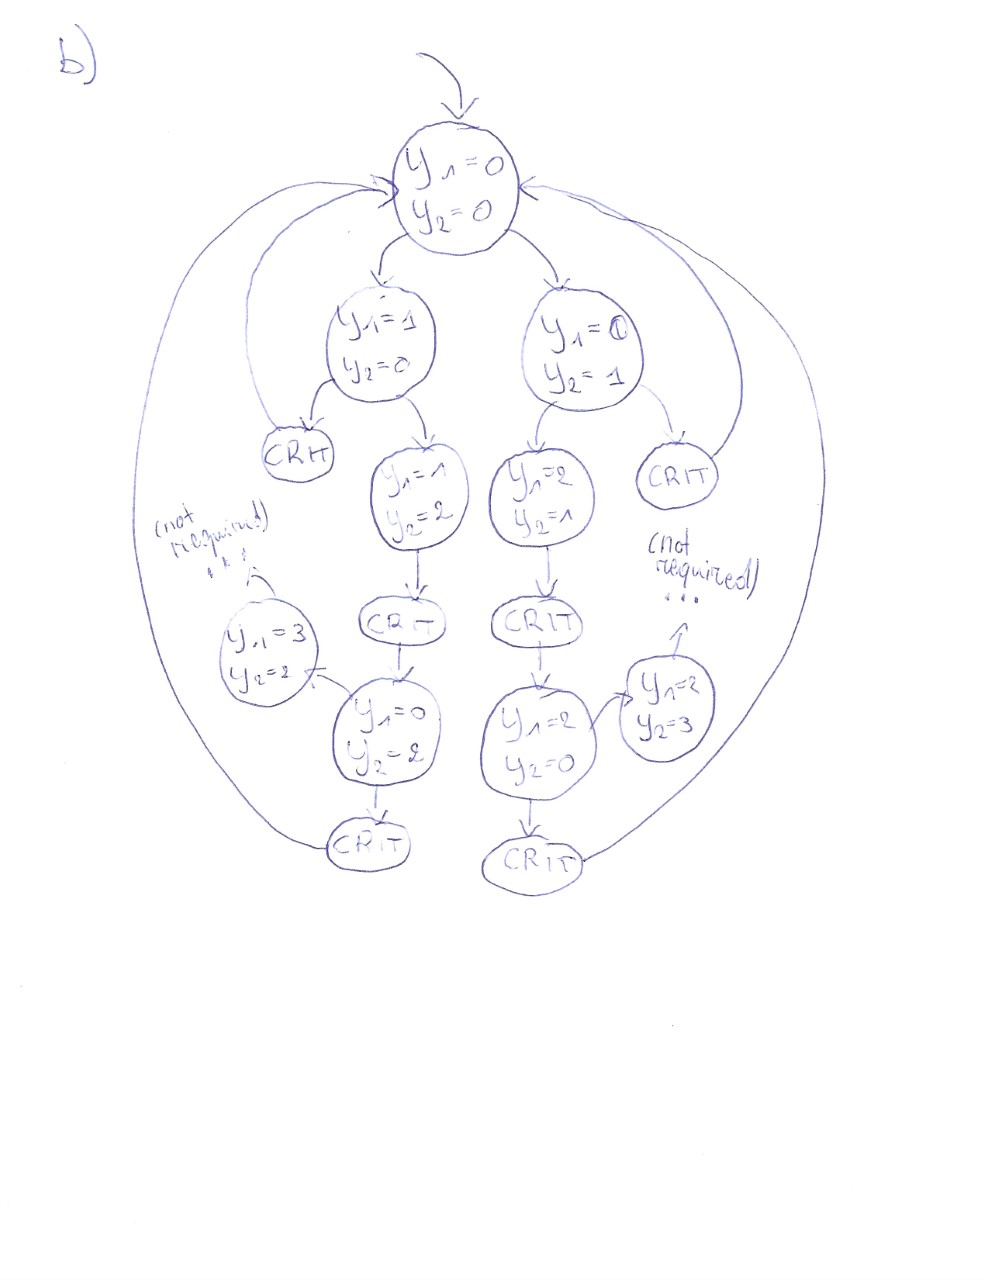 b)
y1=0
y2=0
y1=1
y2=0
y1=0
y2=1
CRIT
CRIT
y1=1
y2=2
y1=2
y2=1
(not
required)
...
(not
required)
...
CRIT
CRIT
y1=3
y2=2
y1=0
y2=2
y1=2
y2=0
y1=2
y2=3
CRIT
CRIT